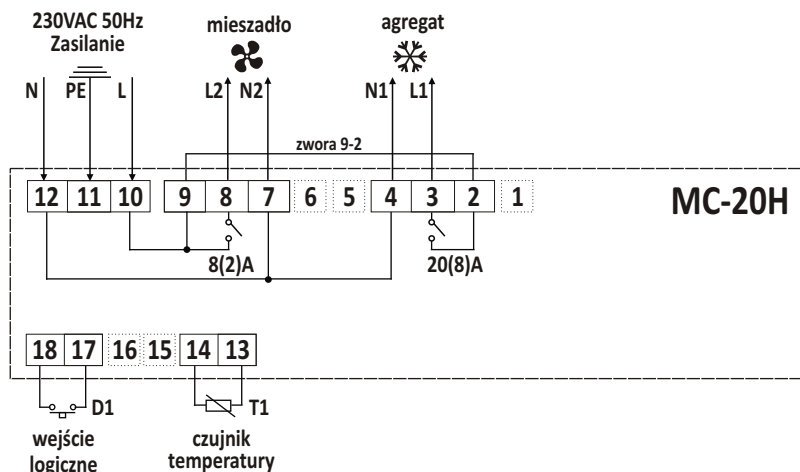 230VAC 50Hz
Zasilanie
mieszadło
agregat
N PE L
L2 N2
N1 L1
zwora 9-2
12 11 10 9 8 7 6 5 4 3 2 1
MC-20H
8(2)A
20(8)A
18 17 16 15 14 13
D1
T1
wejście
logiczne
czujnik
temperatury